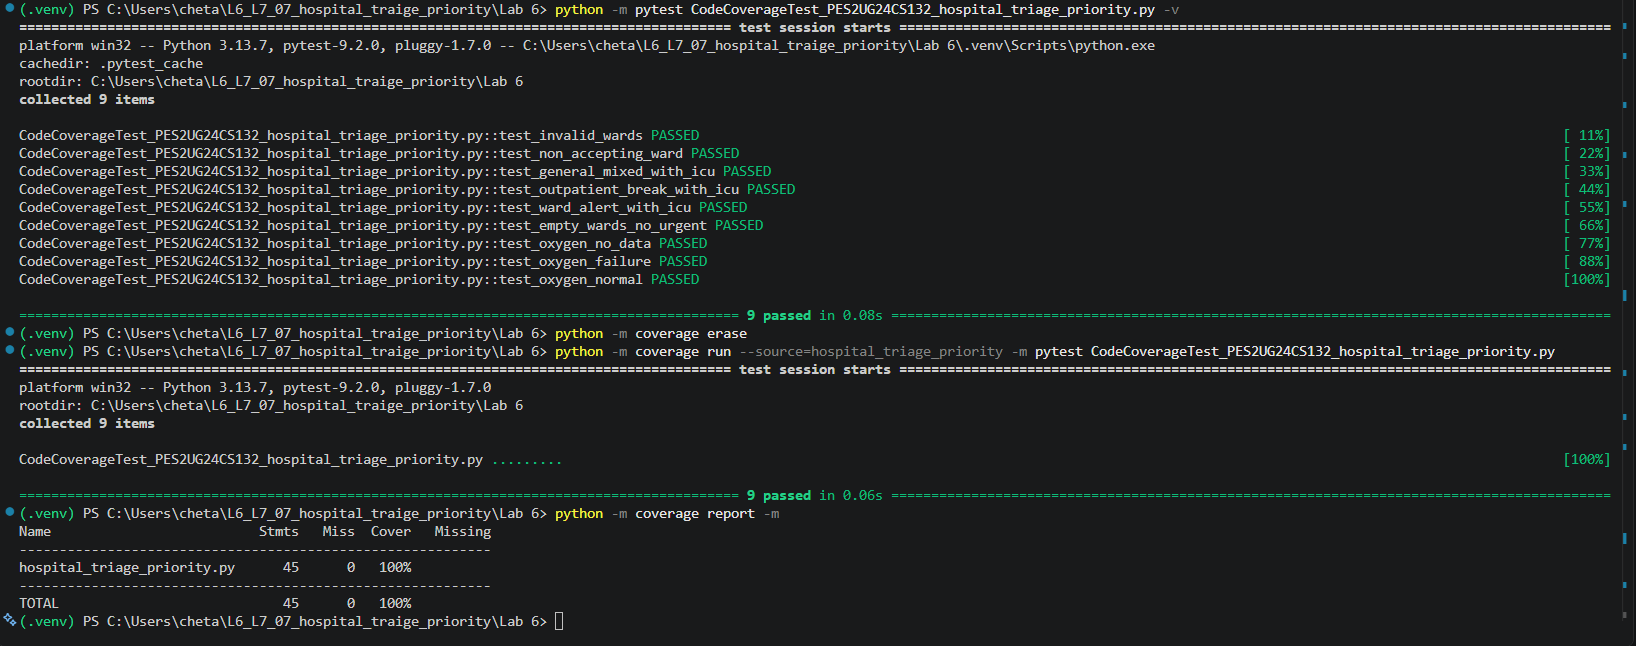 (.venv) PS C:\Users\cheta\L6_L7_07_hospital_traige_priority\Lab 6> python -m pytest CodeCoverageTest_PES2UG24CS132_hospital_triage_priority.py -v
========================================================================================= test session starts =========================================================================================
platform win32 -- Python 3.13.7, pytest-9.2.0, pluggy-1.7.0 -- C:\Users\cheta\L6_L7_07_hospital_traige_priority\Lab 6\.venv\Scripts\python.exe
cachedir: .pytest_cache
rootdir: C:\Users\cheta\L6_L7_07_hospital_traige_priority\Lab 6
collected 9 items
CodeCoverageTest_PES2UG24CS132_hospital_triage_priority.py::test_invalid_wards PASSED [ 11%]
CodeCoverageTest_PES2UG24CS132_hospital_triage_priority.py::test_non_accepting_ward PASSED [ 22%]
CodeCoverageTest_PES2UG24CS132_hospital_triage_priority.py::test_general_mixed_with_icu PASSED [ 33%]
CodeCoverageTest_PES2UG24CS132_hospital_triage_priority.py::test_outpatient_break_with_icu PASSED [ 44%]
CodeCoverageTest_PES2UG24CS132_hospital_triage_priority.py::test_ward_alert_with_icu PASSED [ 55%]
CodeCoverageTest_PES2UG24CS132_hospital_triage_priority.py::test_empty_wards_no_urgent PASSED [ 66%]
CodeCoverageTest_PES2UG24CS132_hospital_triage_priority.py::test_oxygen_no_data PASSED [ 77%]
CodeCoverageTest_PES2UG24CS132_hospital_triage_priority.py::test_oxygen_failure PASSED [ 88%]
CodeCoverageTest_PES2UG24CS132_hospital_triage_priority.py::test_oxygen_normal PASSED [100%]
========================================================================================== 9 passed in 0.08s ==========================================================================================
(.venv) PS C:\Users\cheta\L6_L7_07_hospital_traige_priority\Lab 6> python -m coverage erase
(.venv) PS C:\Users\cheta\L6_L7_07_hospital_traige_priority\Lab 6> python -m coverage run --source=hospital_triage_priority -m pytest CodeCoverageTest_PES2UG24CS132_hospital_triage_priority.py
========================================================================================= test session starts =========================================================================================
platform win32 -- Python 3.13.7, pytest-9.2.0, pluggy-1.7.0
rootdir: C:\Users\cheta\L6_L7_07_hospital_traige_priority\Lab 6
collected 9 items
CodeCoverageTest_PES2UG24CS132_hospital_triage_priority.py ......... [100%]
========================================================================================== 9 passed in 0.06s ==========================================================================================
(.venv) PS C:\Users\cheta\L6_L7_07_hospital_traige_priority\Lab 6> python -m coverage report -m
Name Stmts Miss Cover Missing
-----------------------------------------------------------
hospital_triage_priority.py 45 0 100%
-----------------------------------------------------------
TOTAL 45 0 100%
(.venv) PS C:\Users\cheta\L6_L7_07_hospital_traige_priority\Lab 6>